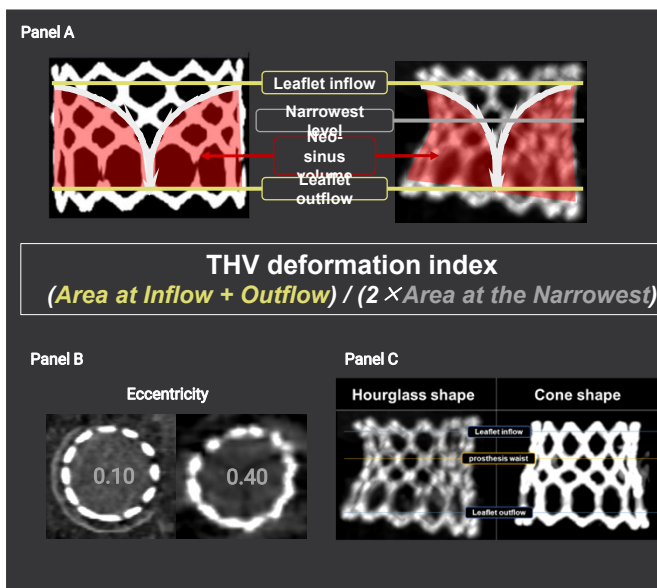 Panel A
Leaflet inflow
Narrowest
level
Neo-
sinus
volume
Leaflet
outflow
THV deformation index
(Area at Inflow + Outflow) / (2 ×Area at the Narrowest)
Panel B
Eccentricity
0.10
0.40
Panel C
Hourglass shape
Cone shape
Leaflet inflow
prosthesis waist
Leaflet outflow